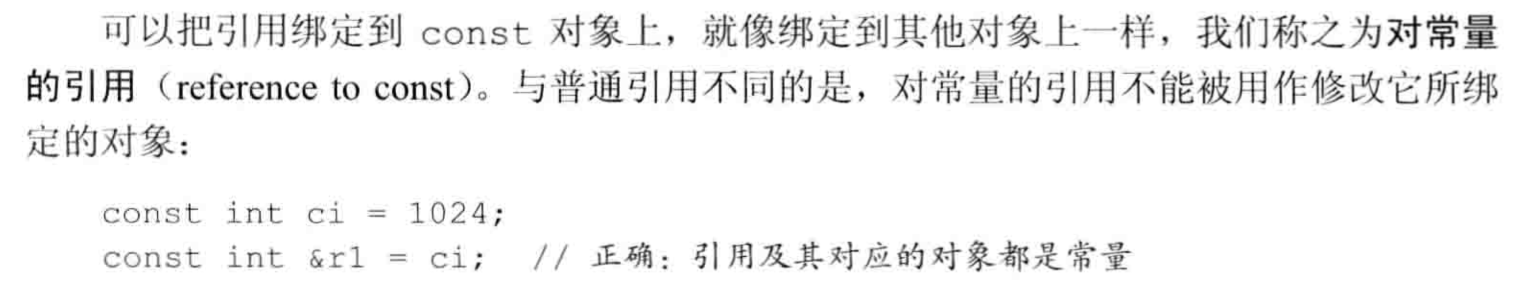 可以把引用绑定到 const 对象上，就像绑定到其他对象上一样，我们称之为对常量
的引用（reference to const）。与普通引用不同的是，对常量的引用不能被用作修改它所绑
定的对象：
const int ci = 1024;
const int &r1 = ci;  // 正确：引用及其对应的对象都是常量